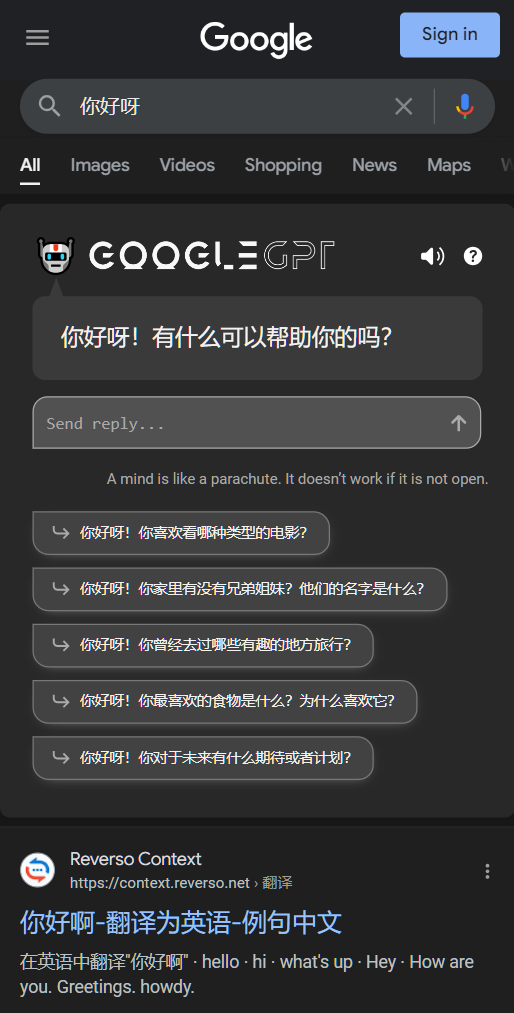 Google
Sign in
你好呀
All Images Videos Shopping News Maps W
GOOGLEGPT
你好呀！有什么可以帮助你的吗？
Send reply...
A mind is like a parachute. It doesn’t work if it is not open.
你好呀！你喜欢看哪种类型的电影？
你好呀！你家里有没有兄弟姐妹？他们的名字是什么？
你好呀！你曾经去过哪些有趣的地方旅行？
你好呀！你最喜欢的食物是什么？为什么喜欢它？
你好呀！你对于未来有什么期待或者计划？
Reverso Context
https://context.reverso.net › 翻译
你好啊-翻译为英语-例句中文
在英语中翻译"你好啊" · hello · hi · what's up · Hey · How are
you. Greetings. howdy.